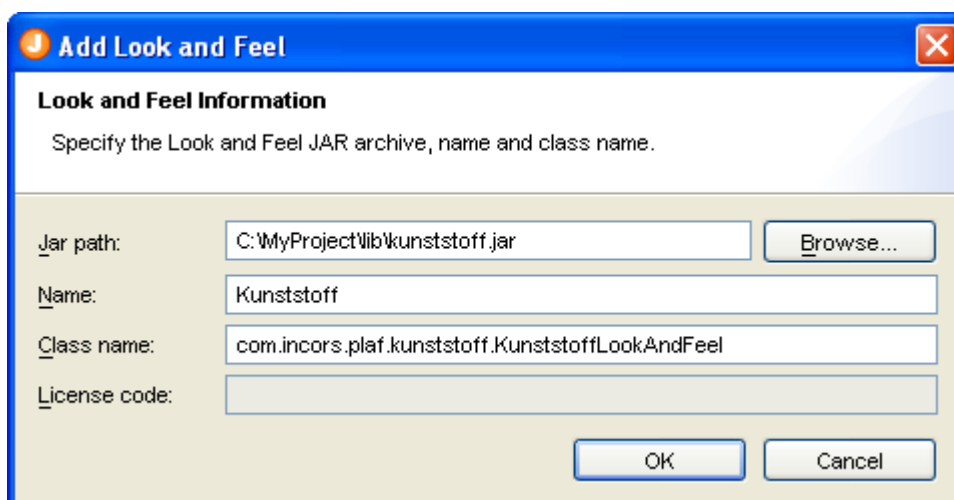 J Add Look and Feel
Look and Feel Information
Specify the Look and Feel JAR archive, name and class name.
Jar path: C:\MyProject\lib\kunststoff.jar Browse...
Name: Kunststoff
Class name: com.incors.plaf.kunststoff.KunststoffLookAndFeel
License code:
OK Cancel